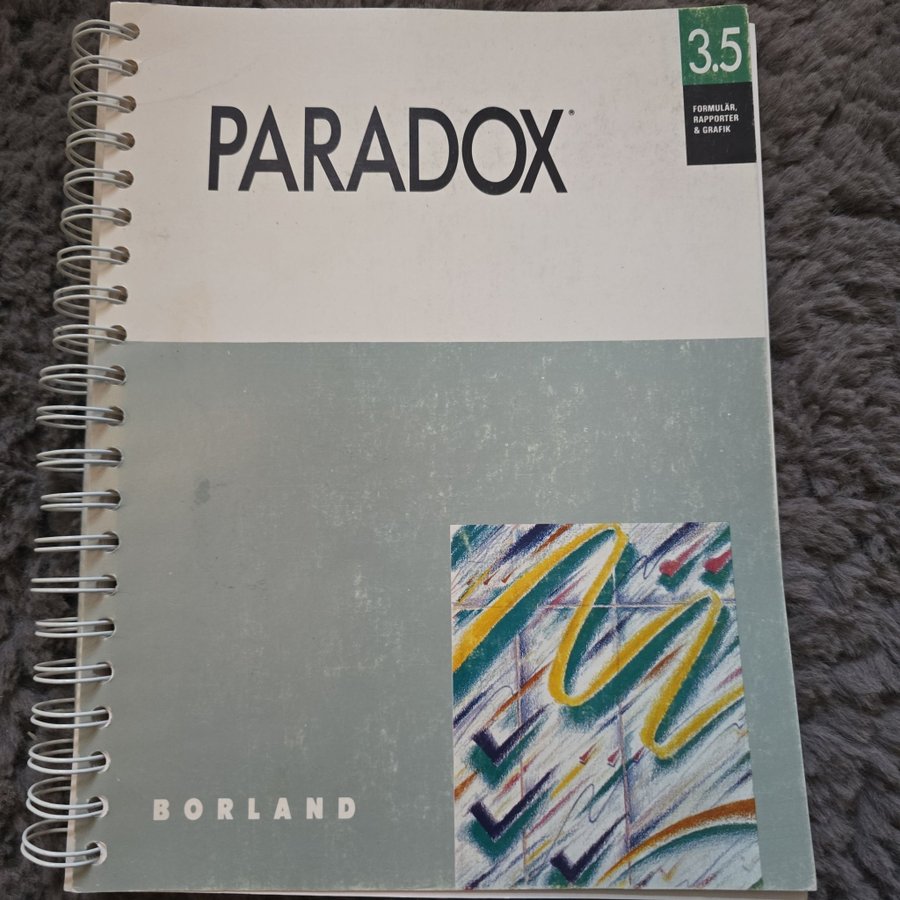 3.5
FORMULÄR,
RAPPORTER
& GRAFIK
PARADOX®
BORLAND